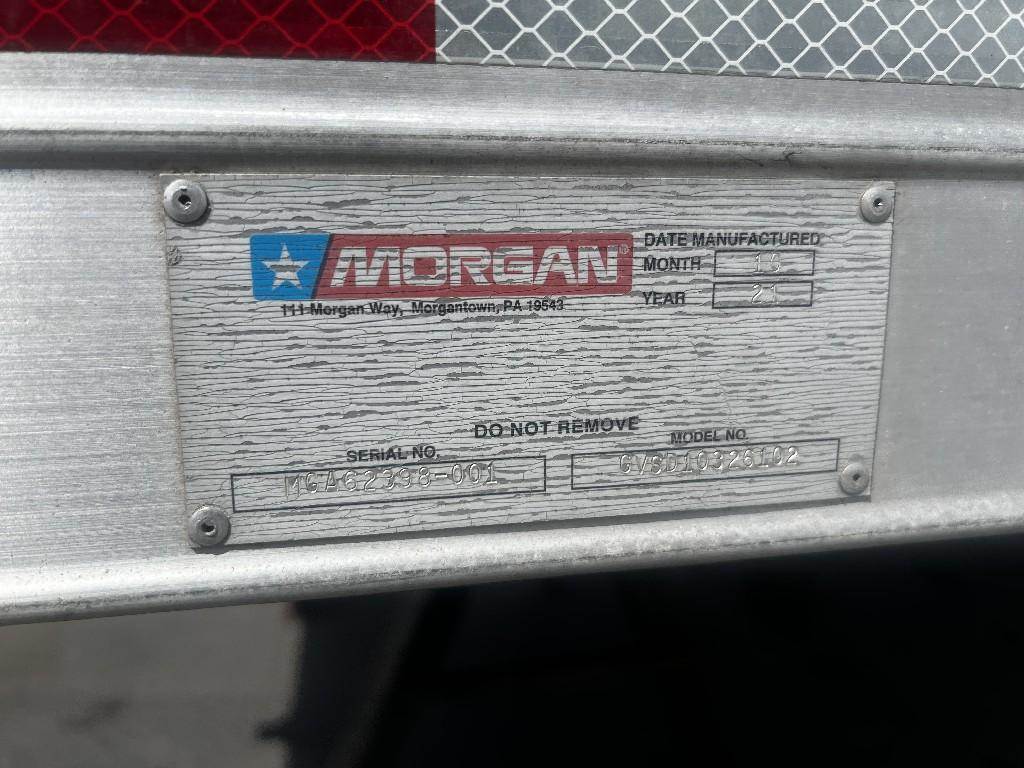 MORGAN®
111 Morgan Way, Morgantown, PA 19543
DATE MANUFACTURED
MONTH 10
YEAR 21
DO NOT REMOVE
SERIAL NO.
MGA62398-001
MODEL NO.
GVSD10326102